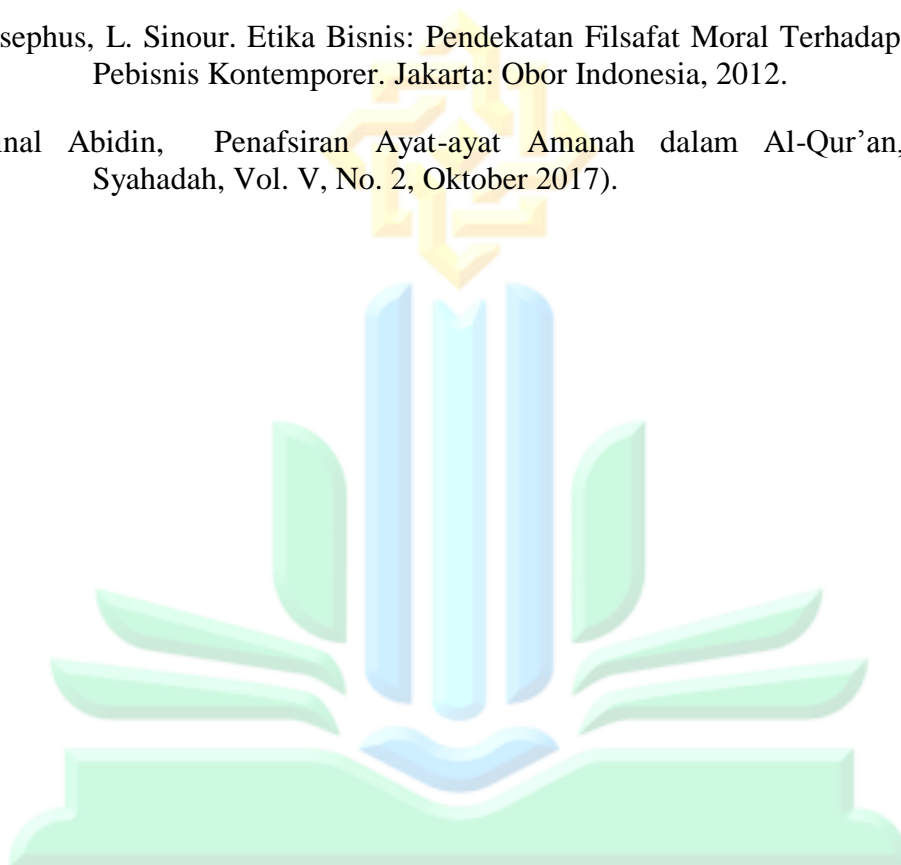 sephus, L. Sinour. Etika Bisnis: Pendekatan Filsafat Moral Terhadap
Pebisnis Kontemporer. Jakarta: Obor Indonesia, 2012.
inal Abidin, Penafsiran Ayat-ayat Amanah dalam Al-Qur’an,
Syahadah, Vol. V, No. 2, Oktober 2017).